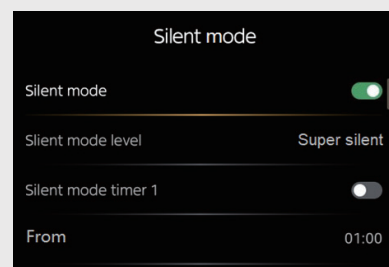 Silent mode
Silent mode
Slient mode level Super silent
Silent mode timer 1
From 01:00